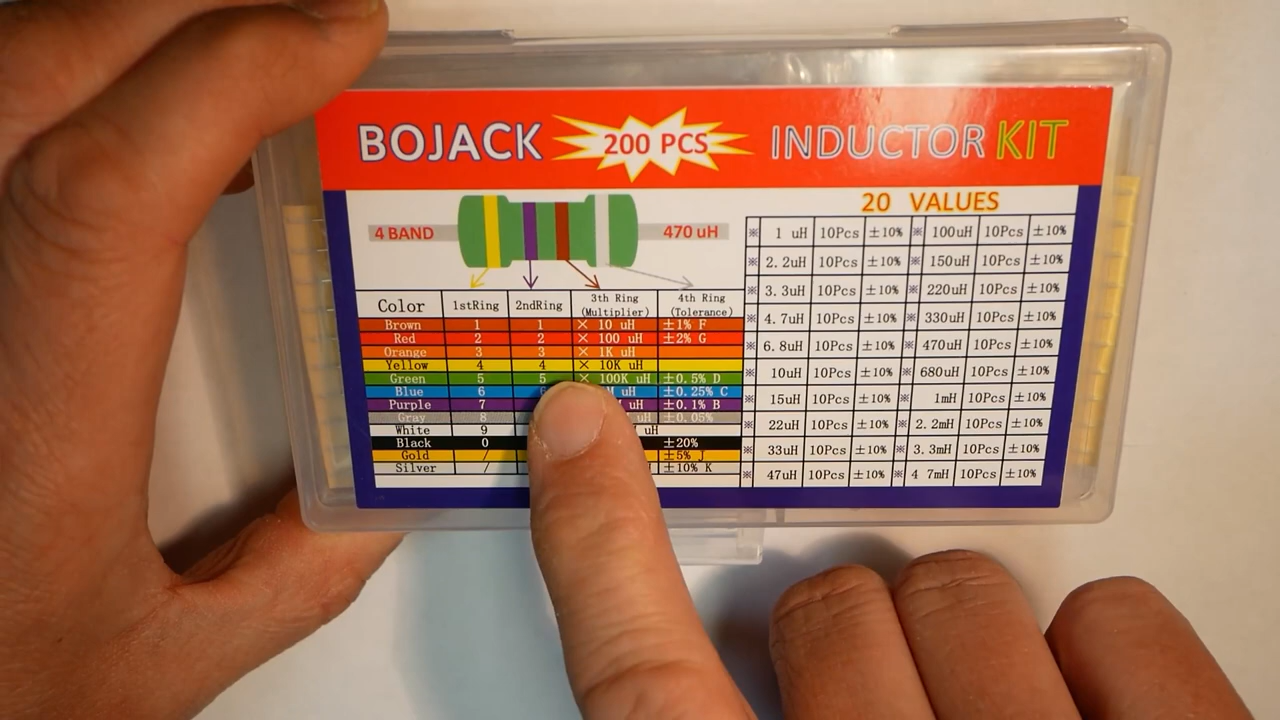 BOJACK 200 PCS INDUCTOR KIT
4 BAND 470 uH
Color 1stRing 2ndRing 3th Ring (Multiplier) 4th Ring (Tolerance)
Brown 1 1 × 10 uH ±1% F
Red 2 2 × 100 uH ±2% G
Orange 3 3 × 1K uH
Yellow 4 4 × 10K uH
Green 5 5 × 100K uH ±0.5% D
Blue 6 uH ±0.25% C
Purple 7 uH ±0.1% B
Gray 8 uH ±0.05%
White 9 uH
Black 0 ±20%
Gold / ±5% J
Silver / ±10% K
20 VALUES
※ 1 uH 10Pcs ±10% ※ 100uH 10Pcs ±10%
※ 2.2uH 10Pcs ±10% ※ 150uH 10Pcs ±10%
※ 3.3uH 10Pcs ±10% ※ 220uH 10Pcs ±10%
※ 4.7uH 10Pcs ±10% ※ 330uH 10Pcs ±10%
※ 6.8uH 10Pcs ±10% ※ 470uH 10Pcs ±10%
※ 10uH 10Pcs ±10% ※ 680uH 10Pcs ±10%
※ 15uH 10Pcs ±10% ※ 1mH 10Pcs ±10%
※ 22uH 10Pcs ±10% ※ 2.2mH 10Pcs ±10%
※ 33uH 10Pcs ±10% ※ 3.3mH 10Pcs ±10%
※ 47uH 10Pcs ±10% ※ 4 7mH 10Pcs ±10%